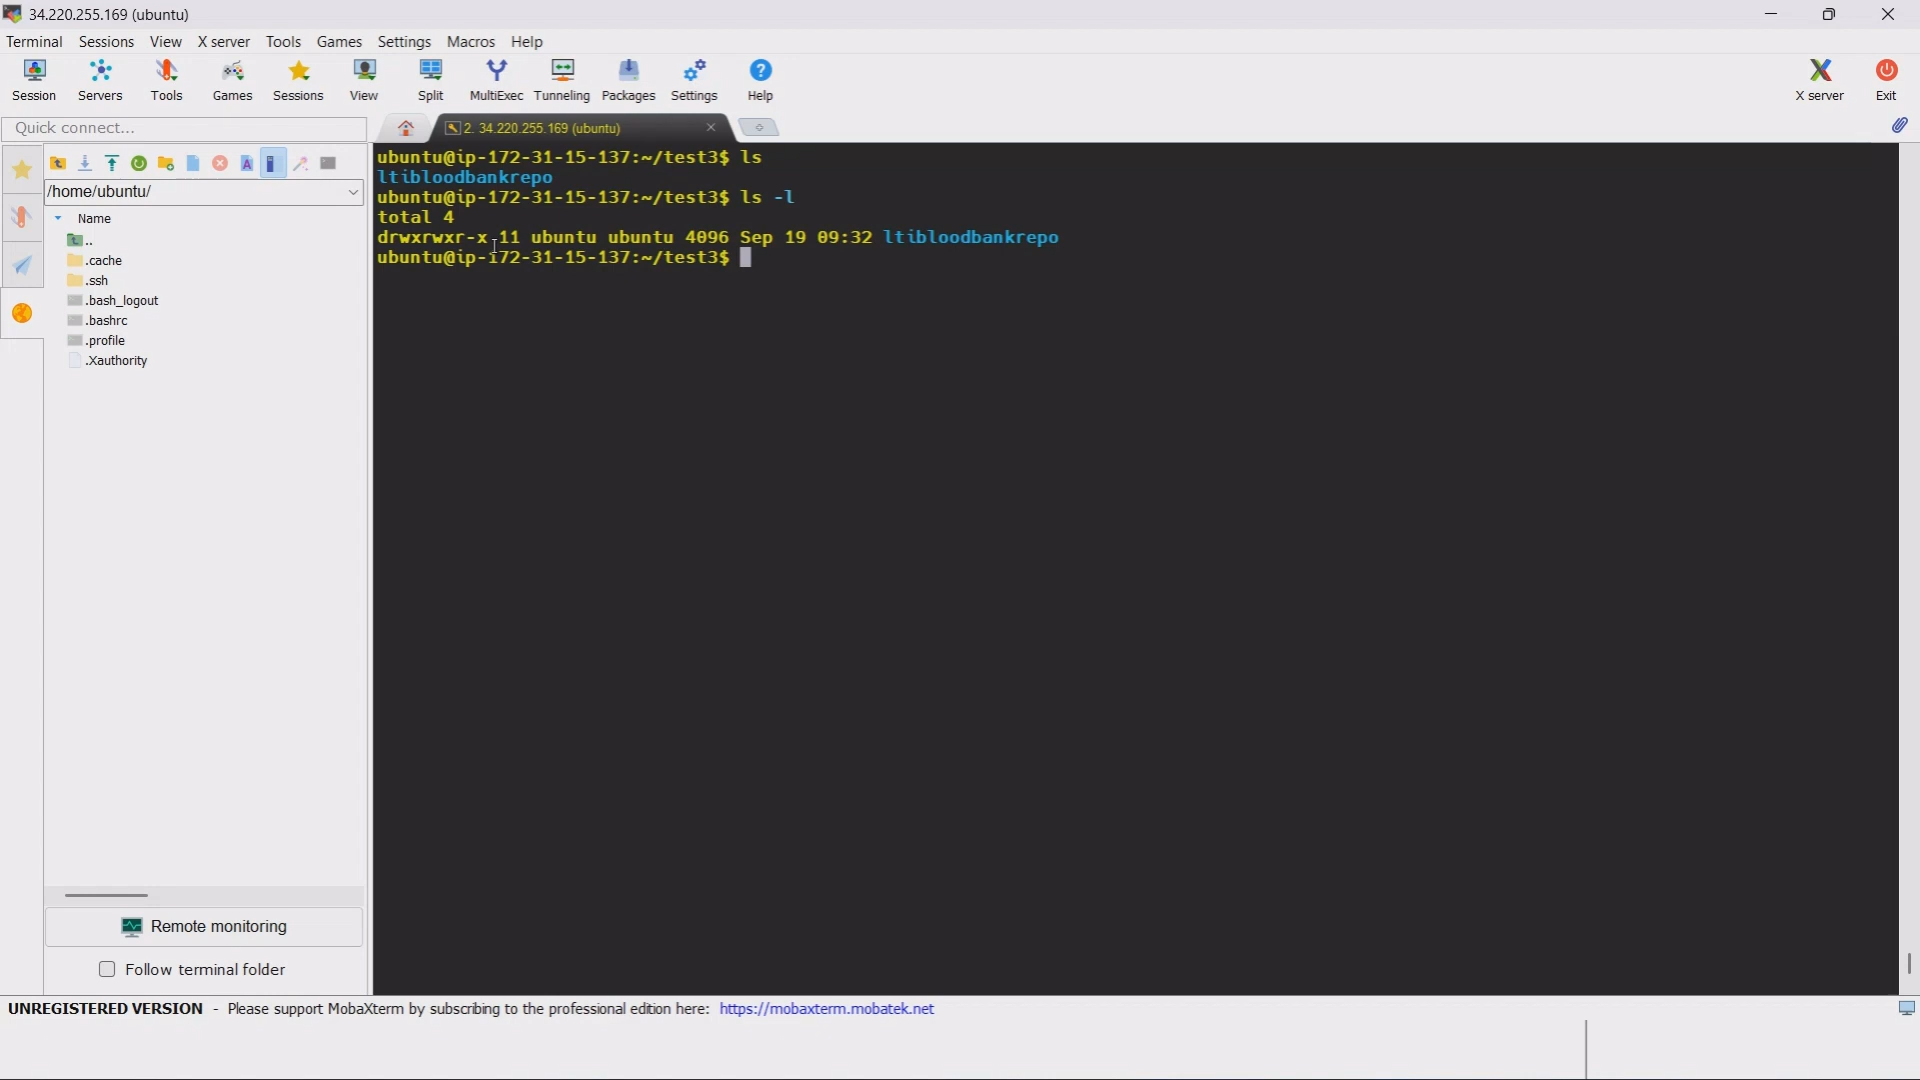 34.220.255.169 (ubuntu)
Terminal Sessions View X server Tools Games Settings Macros Help
Session Servers Tools Games Sessions View Split MultiExec Tunneling Packages Settings Help X server Exit
Quick connect...
2. 34.220.255.169 (ubuntu)
/home/ubuntu/
Name
..
.cache
.ssh
.bash_logout
.bashrc
.profile
.Xauthority
Remote monitoring
Follow terminal folder
ubuntu@ip-172-31-15-137:~/test3$ ls
ltibloodbankrepo
ubuntu@ip-172-31-15-137:~/test3$ ls -l
total 4
drwxrwxr-x 11 ubuntu ubuntu 4096 Sep 19 09:32 ltibloodbankrepo
ubuntu@ip-172-31-15-137:~/test3$
UNREGISTERED VERSION - Please support MobaXterm by subscribing to the professional edition here: https://mobaxterm.mobatek.net